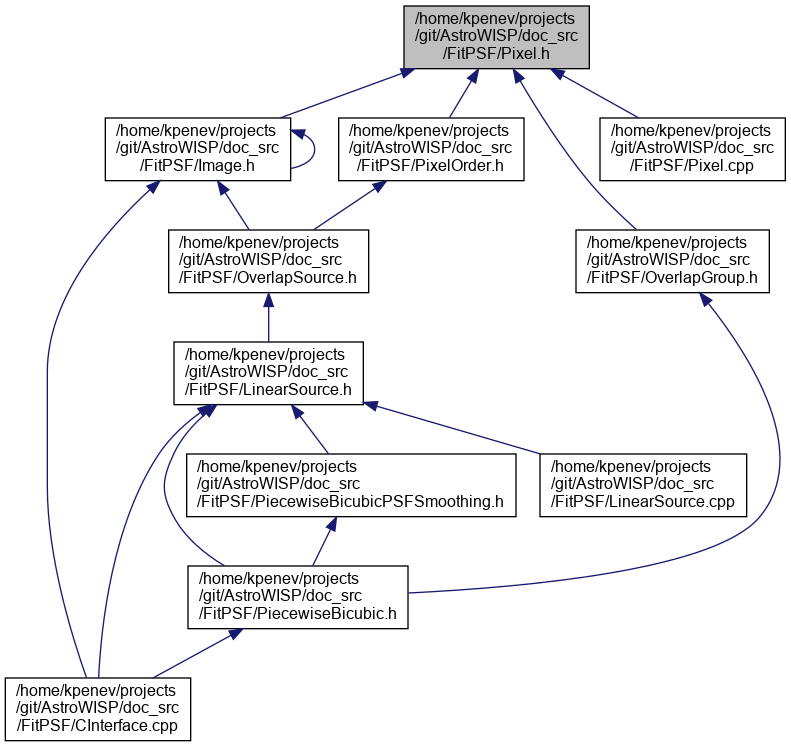 /home/kpenev/projects
/git/AstroWISP/doc_src
/FitPSF/Pixel.h
/home/kpenev/projects
/git/AstroWISP/doc_src
/FitPSF/Image.h
/home/kpenev/projects
/git/AstroWISP/doc_src
/FitPSF/PixelOrder.h
/home/kpenev/projects
/git/AstroWISP/doc_src
/FitPSF/Pixel.cpp
/home/kpenev/projects
/git/AstroWISP/doc_src
/FitPSF/OverlapSource.h
/home/kpenev/projects
/git/AstroWISP/doc_src
/FitPSF/OverlapGroup.h
/home/kpenev/projects
/git/AstroWISP/doc_src
/FitPSF/LinearSource.h
/home/kpenev/projects
/git/AstroWISP/doc_src
/FitPSF/PiecewiseBicubicPSFSmoothing.h
/home/kpenev/projects
/git/AstroWISP/doc_src
/FitPSF/LinearSource.cpp
/home/kpenev/projects
/git/AstroWISP/doc_src
/FitPSF/PiecewiseBicubic.h
/home/kpenev/projects
/git/AstroWISP/doc_src
/FitPSF/CInterface.cpp